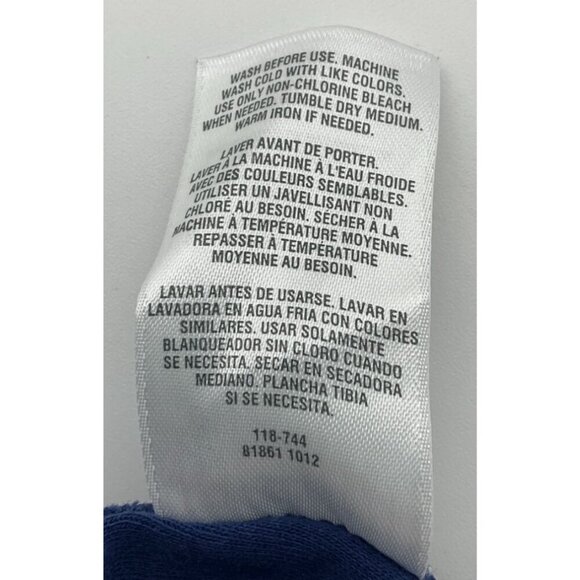 WASH BEFORE USE. MACHINE
WASH COLD WITH LIKE COLORS.
USE ONLY NON-CHLORINE BLEACH
WHEN NEEDED. TUMBLE DRY MEDIUM.
WARM IRON IF NEEDED.
LAVER AVANT DE PORTER.
LAVER À LA MACHINE À L'EAU FROIDE
AVEC DES COULEURS SEMBLABLES.
UTILISER UN JAVELLISANT NON
CHLORÉ AU BESOIN. SÉCHER À LA
MACHINE À TEMPÉRATURE MOYENNE.
REPASSER À TEMPÉRATURE
MOYENNE AU BESOIN.
LAVAR ANTES DE USARSE. LAVAR EN
LAVADORA EN AGUA FRIA CON COLORES
SIMILARES. USAR SOLAMENTE
BLANQUEADOR SIN CLORO CUANDO
SE NECESITA. SECAR EN SECADORA
MEDIANO. PLANCHA TIBIA
SI SE NECESITA.
118-744
81861 1012